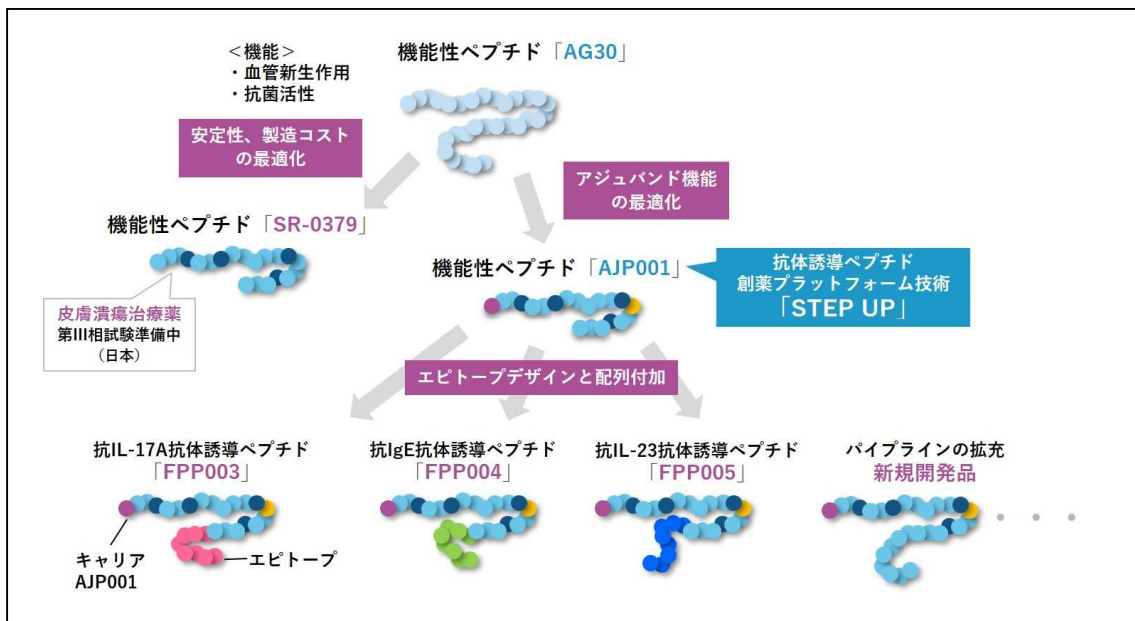 ＜機能＞
・血管新生作用
・抗菌活性
機能性ペプチド「AG30」
安定性、製造コスト
の最適化
アジュバンド機能
の最適化
機能性ペプチド「SR-0379」
皮膚潰瘍治療薬
第III相試験準備中
（日本）
機能性ペプチド「AJP001」
抗体誘導ペプチド
創薬プラットフォーム技術
「STEP UP」
エピトープデザインと配列付加
抗IL-17A抗体誘導ペプチド
「FPP003」
抗IgE抗体誘導ペプチド
「FPP004」
抗IL-23抗体誘導ペプチド
「FPP005」
パイプラインの拡充
新規開発品
キャリア
AJP001
エピトープ
・・・